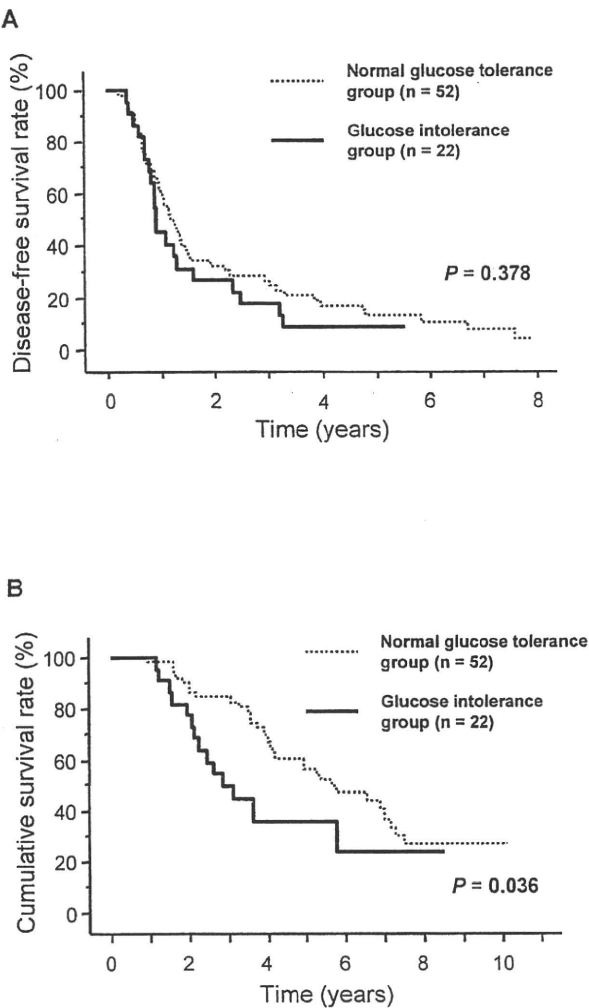 A
Disease-free survival rate (%)
100
80
60
40
20
0
Normal glucose tolerance
group (n = 52)
Glucose intolerance
group (n = 22)
P = 0.378
0 2 4 6 8
Time (years)
B
Cumulative survival rate (%)
100
80
60
40
20
0
Normal glucose tolerance
group (n = 52)
Glucose intolerance
group (n = 22)
P = 0.036
0 2 4 6 8 10
Time (years)